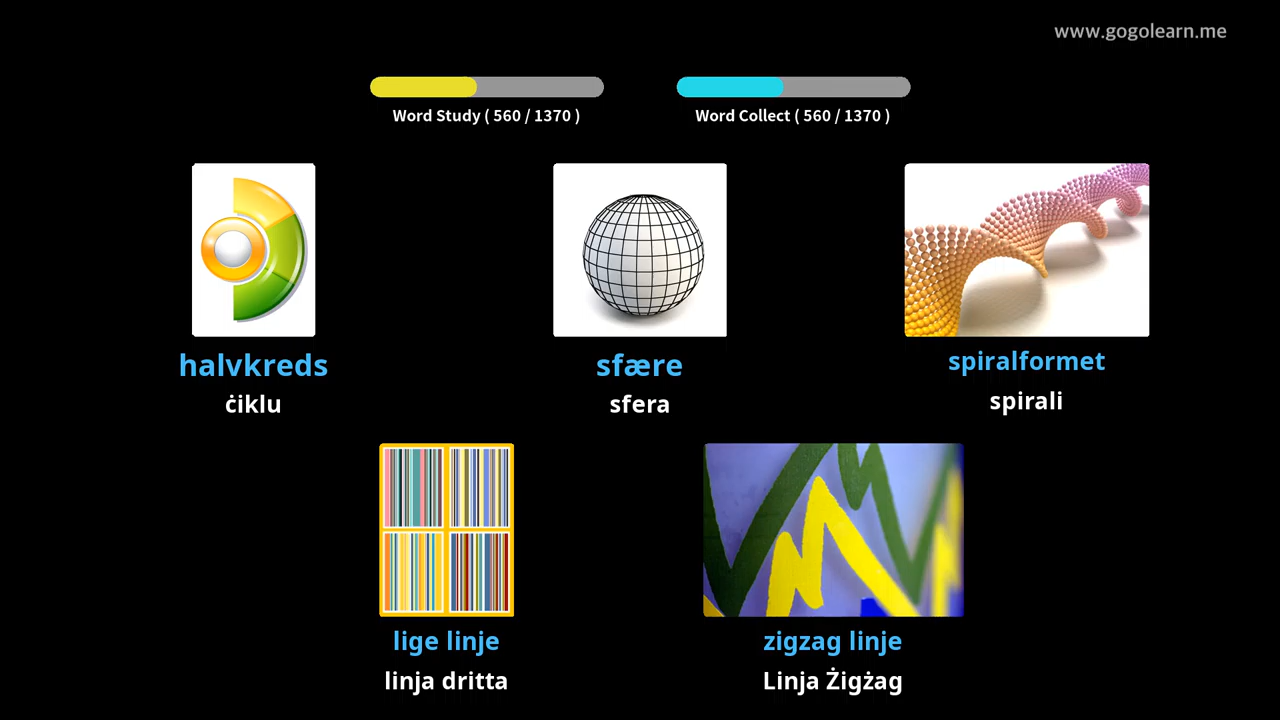 www.gogolearn.me
Word Study ( 560 / 1370 )
Word Collect ( 560 / 1370 )
halvkreds
ċiklu
sfære
sfera
spiralformet
spirali
lige linje
linja dritta
zigzag linje
Linja Żigżag